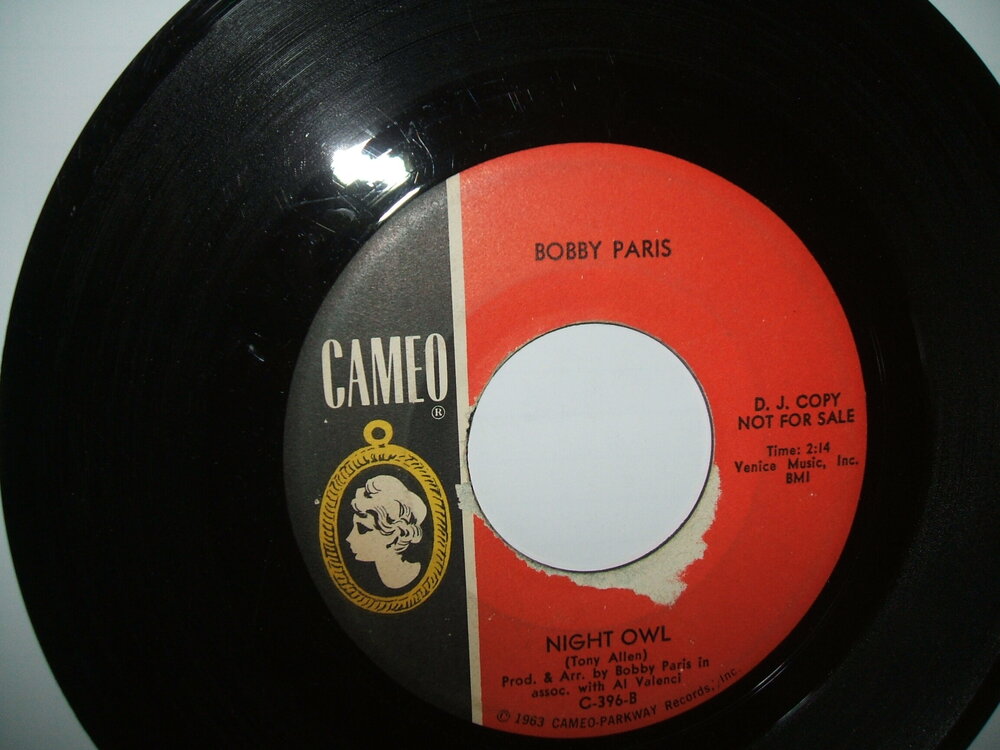 BOBBY PARIS
CAMEO
®
D. J. COPY
NOT FOR SALE
Time: 2:14
Venice Music, Inc.
BMI
NIGHT OWL
(Tony Allen)
Prod. & Arr. by Bobby Paris in
assoc. with Al Valenci
C-396-B
© 1963 CAMEO-PARKWAY Records, Inc.